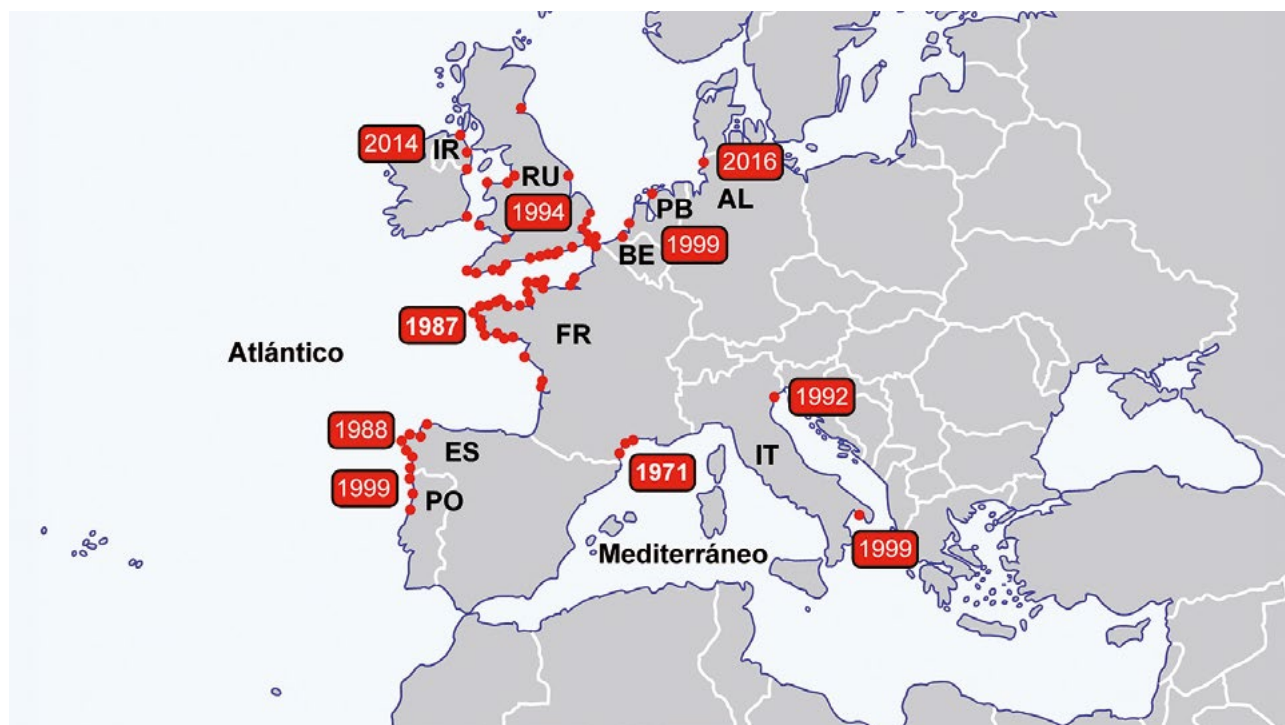 2014
IR
RU
1994
2016
AL
PB
BE
1999
1987
FR
Atlántico
1992
1988
ES
IT
1971
1999
PO
Mediterráneo
1999